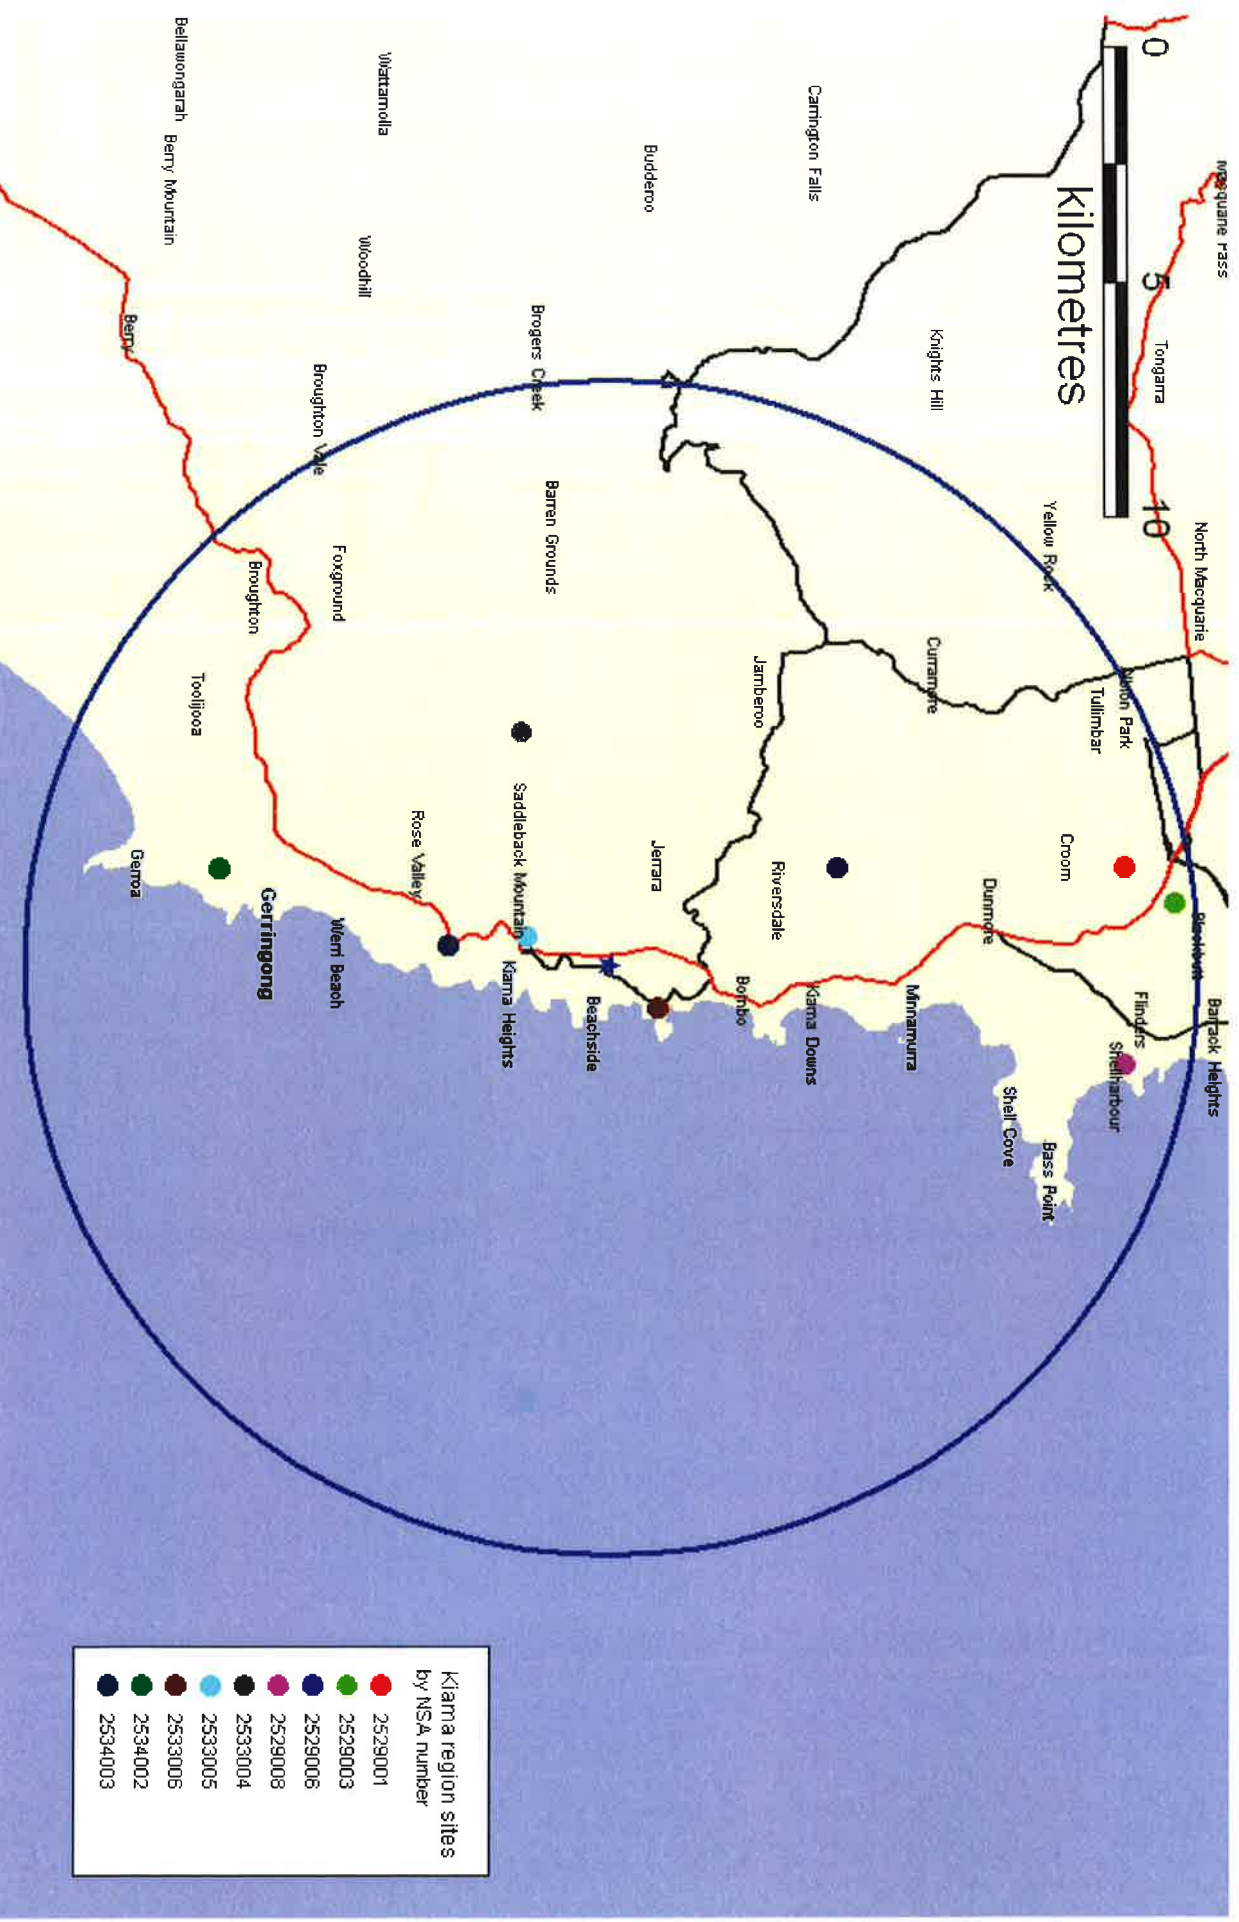 0
5
10
kilometres
Tongarra
North Macquarie
Barrack Heights
Blackbutt
Albion Park
Tullimbar
Croom
Flinders
Shellharbour
Yellow Rock
Bass Point
Shell Cove
Dunmore
Knights Hill
Curramore
Minnamurra
Carrington Falls
Riversdale
Kiama Downs
Jamberoo
Bombo
Budderoo
Jerrara
Beachside
Barren Grounds
Brogers Creek
Saddleback Mountain
Kiama Heights
Rose Valley
Wattamolla
Woodhill
Foxground
Werri Beach
Broughton Vale
Gerringong
Broughton
Toolijooa
Bellawongarah
Berry Mountain
Berry
Gerroa
Kiama region sites
by NSA number
2529001
2529003
2529006
2529008
2533004
2533005
2533006
2534002
2534003